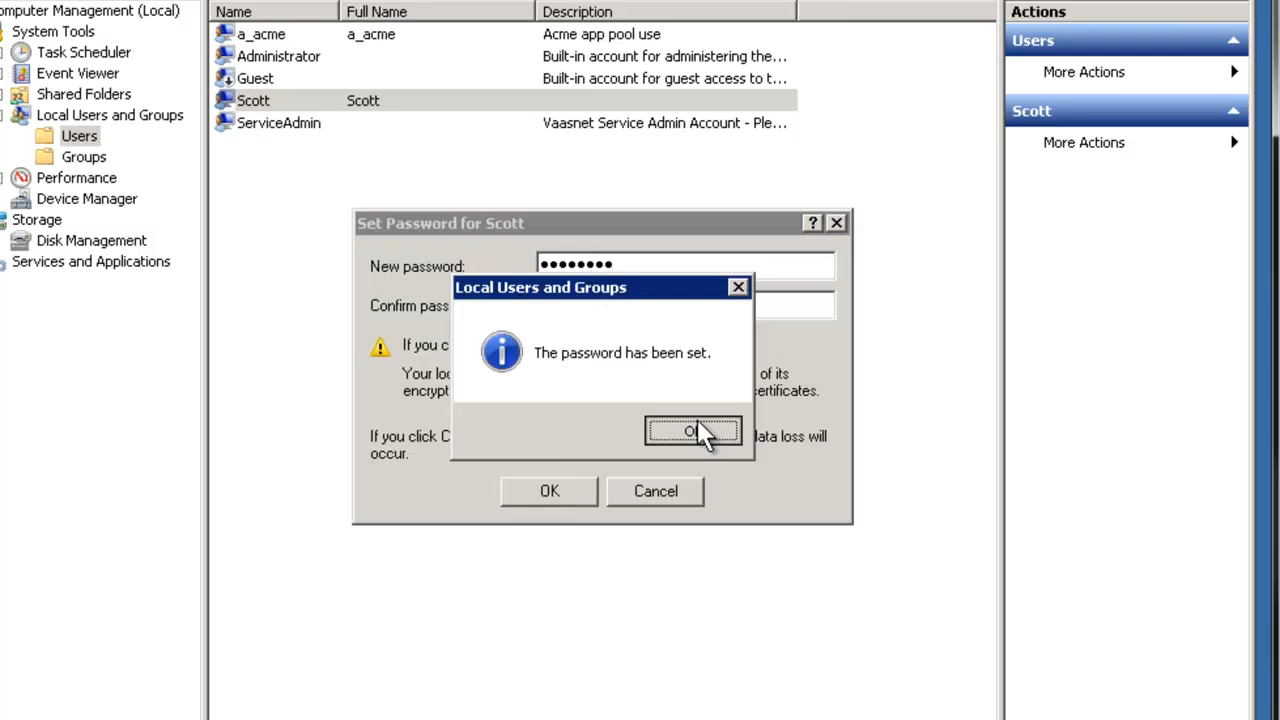 omputer Management (Local)
System Tools
Task Scheduler
Event Viewer
Shared Folders
Local Users and Groups
Users
Groups
Performance
Device Manager
Storage
Disk Management
Services and Applications
Name Full Name Description
a_acme a_acme Acme app pool use
Administrator Built-in account for administering the...
Guest Built-in account for guest access to t...
Scott Scott
ServiceAdmin Vaasnet Service Admin Account - Ple...
Set Password for Scott
New password: ●●●●●●●●
Confirm pass
If you c
Your loc of its
encrypt certificates.
If you click C data loss will
occur.
OK Cancel
Local Users and Groups
The password has been set.
Actions
Users
More Actions
Scott
More Actions